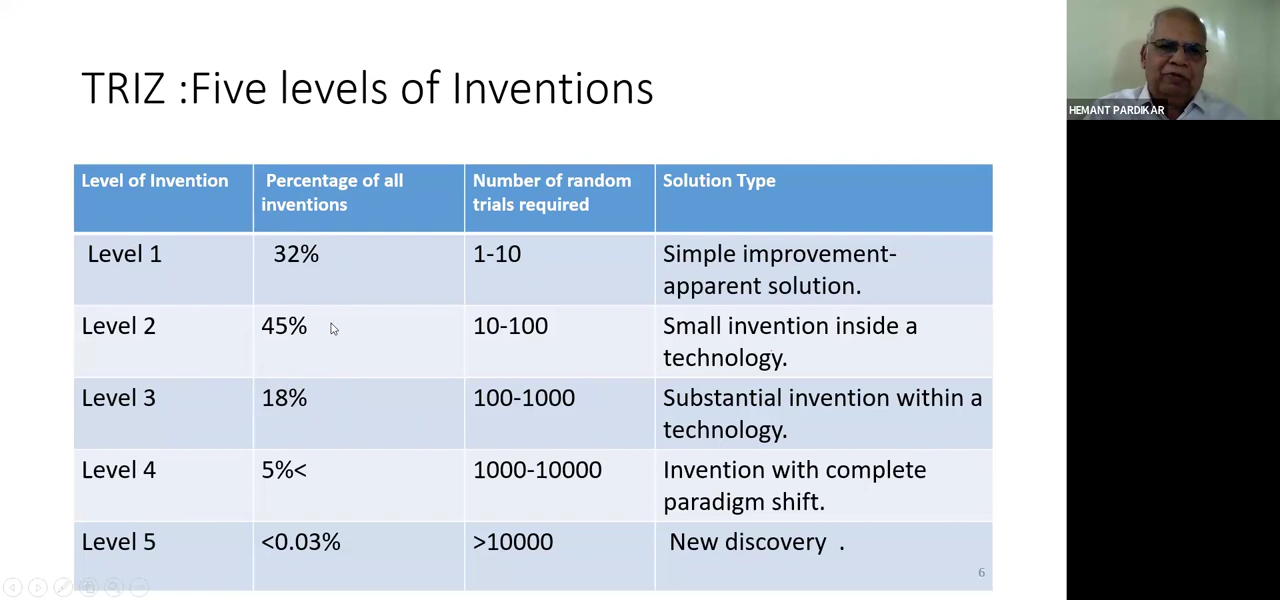 TRIZ :Five levels of Inventions
HEMANT PARDIKAR
Level of Invention
Percentage of all
inventions
Number of random
trials required
Solution Type
Level 1
32%
1-10
Simple improvement-
apparent solution.
Level 2
45%
10-100
Small invention inside a
technology.
Level 3
18%
100-1000
Substantial invention within a
technology.
Level 4
5%<
1000-10000
Invention with complete
paradigm shift.
Level 5
<0.03%
>10000
New discovery  .
6